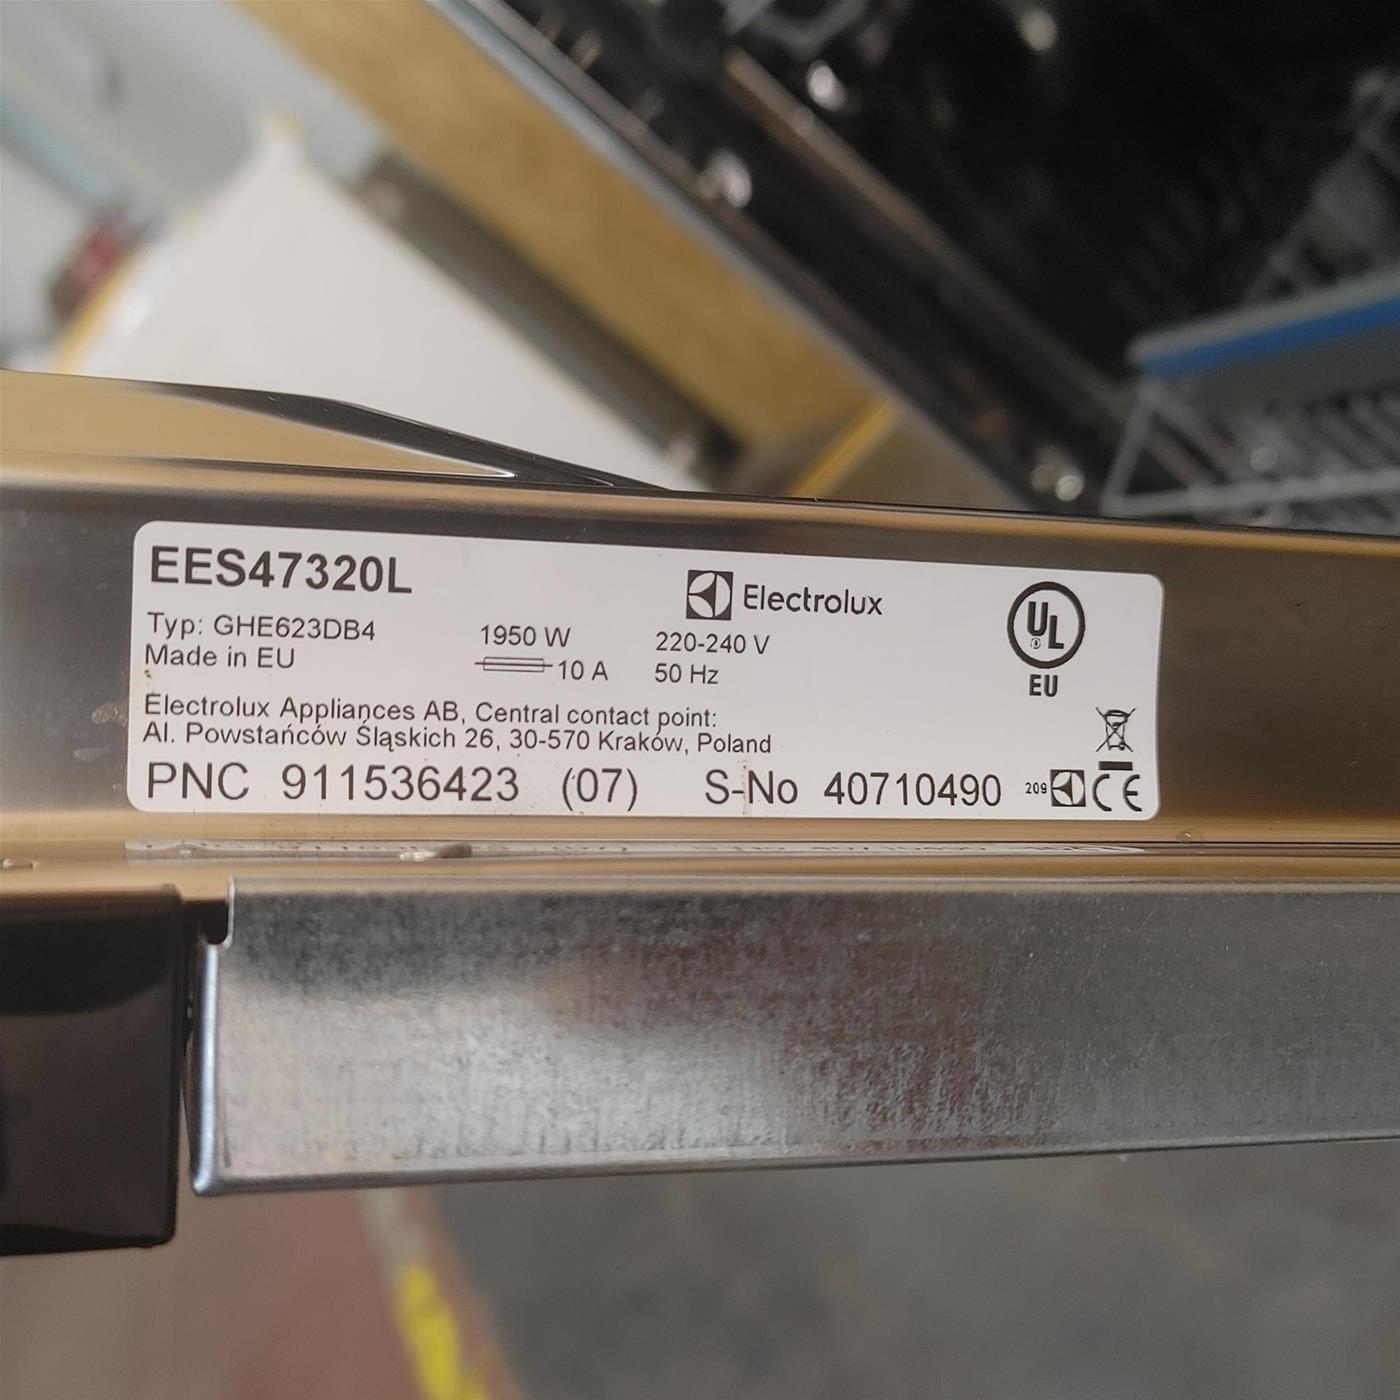 EES47320L
Electrolux
UL
EU
Typ: GHE623DB4
1950 W
220-240 V
Made in EU
10 A
50 Hz
Electrolux Appliances AB, Central contact point:
Al. Powstańców Śląskich 26, 30-570 Kraków, Poland
PNC 911536423 (07) S-No 40710490 209 CE